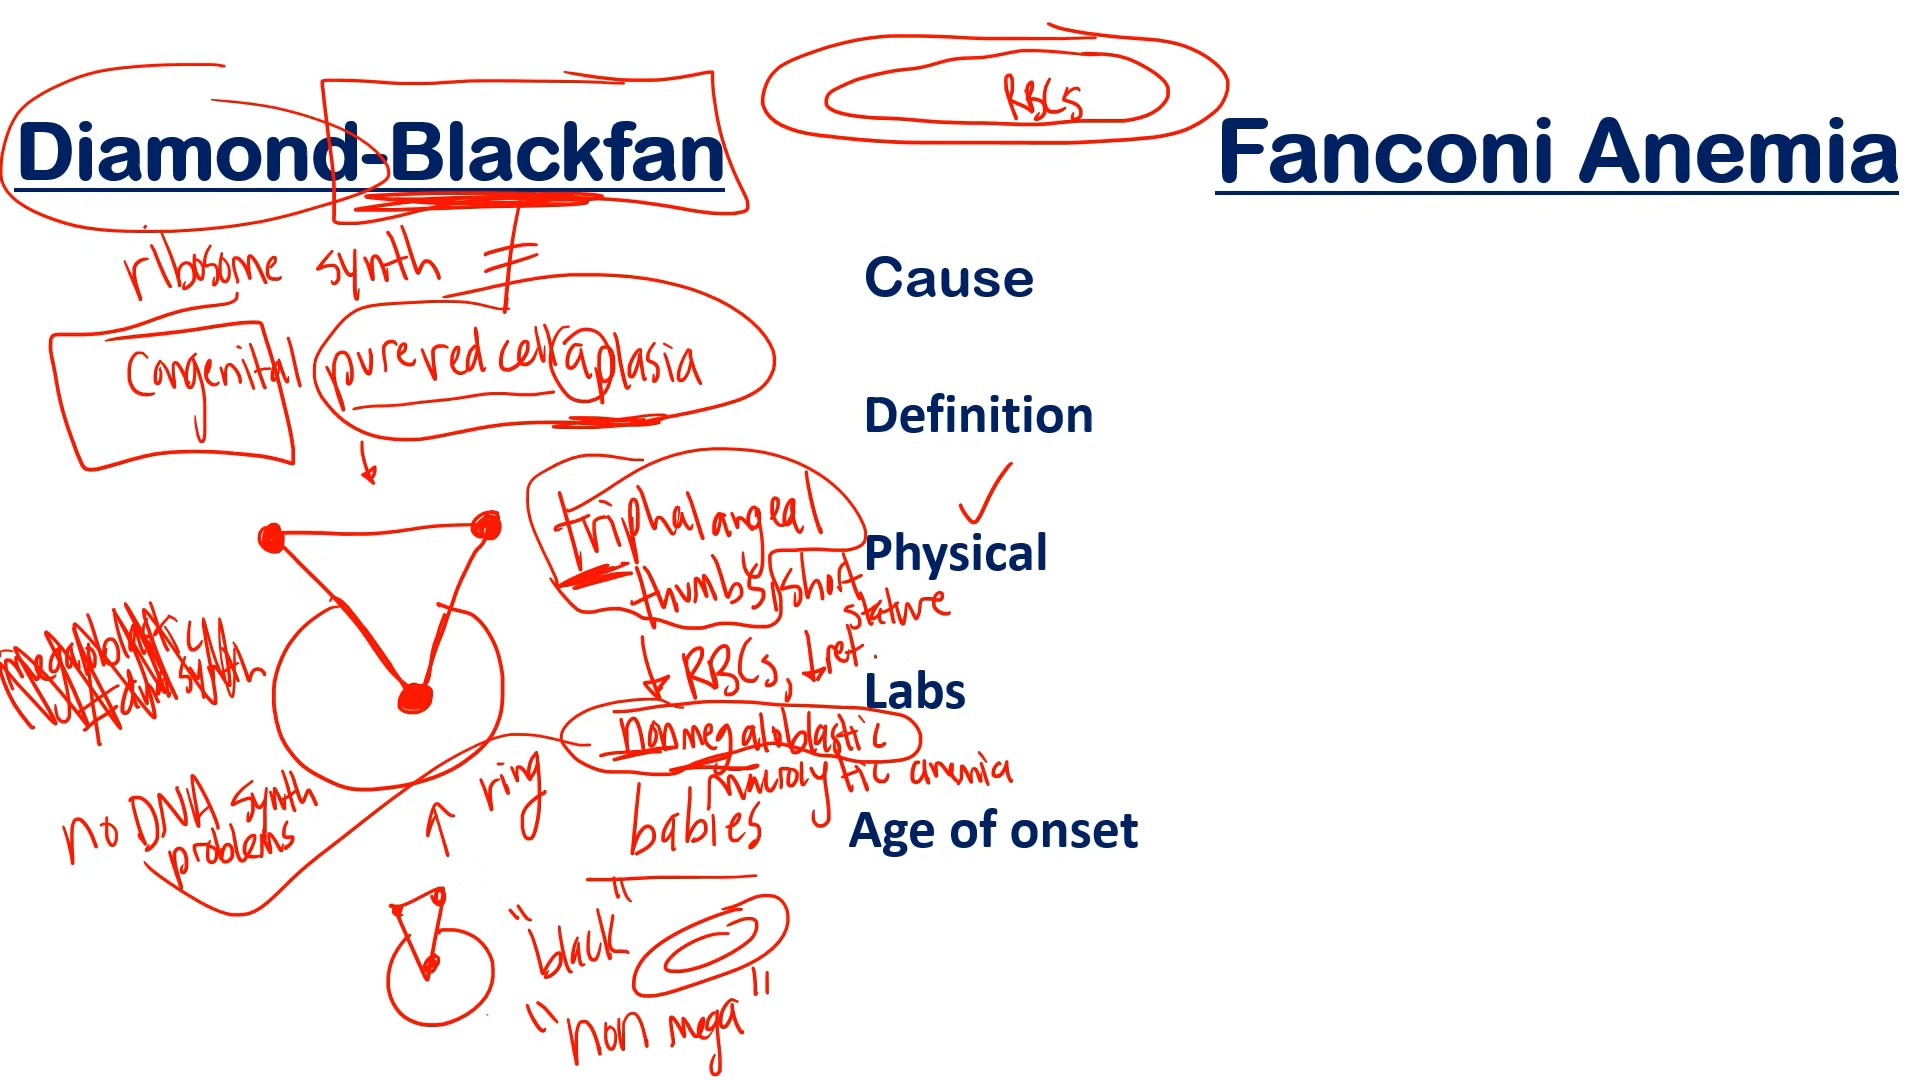 RBCs
Diamond-Blackfan
Fanconi Anemia
ribosome synth
Cause
Congenital pure red cell aplasia
Definition
triphalangeal
Physical
thumbs, short
stature
RBCs, ↓ret.
Labs
nonmegaloblastic
macrocytic anemia
no DNA synth
problems
ring
babies
Age of onset
"black"
"non mega"